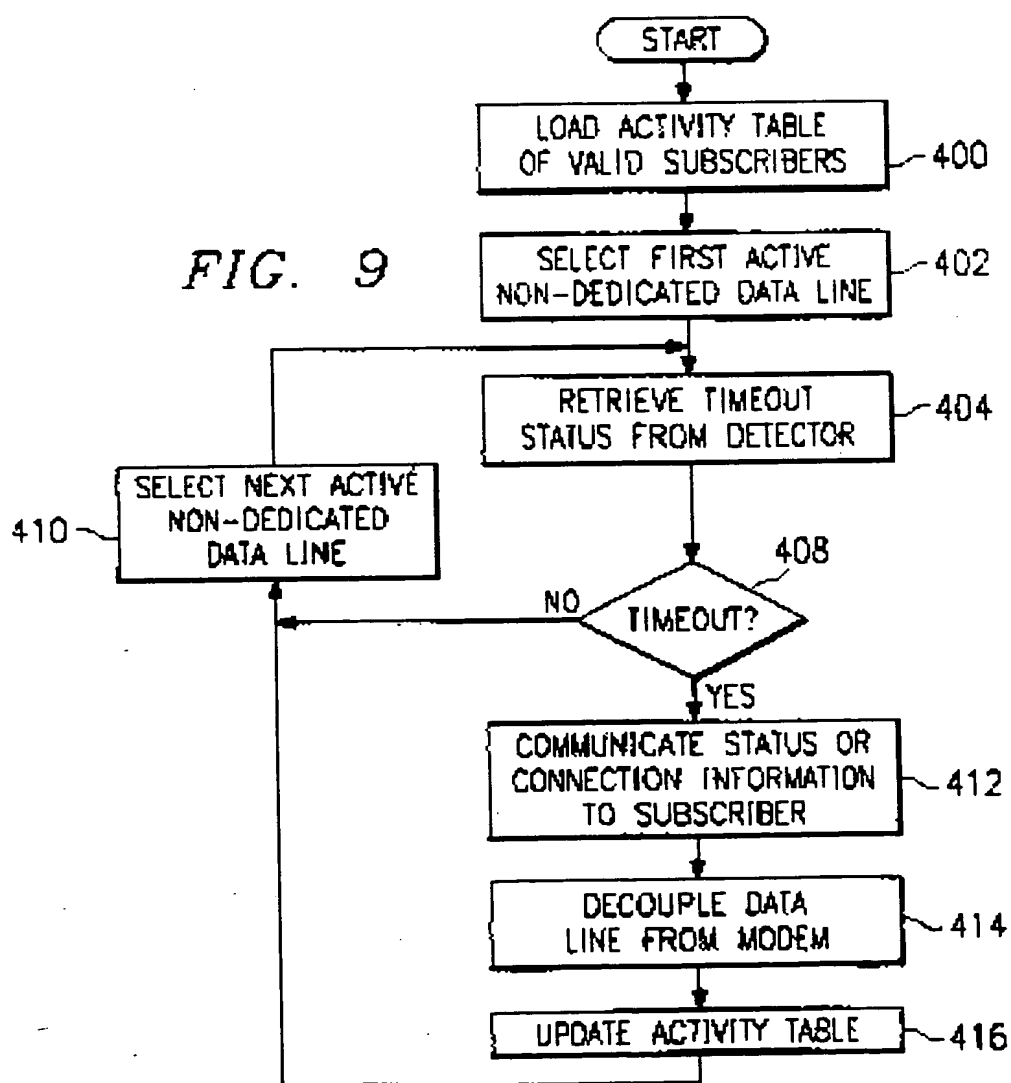 START
LOAD ACTIVITY TABLE
OF VALID SUBSCRIBERS
400
FIG. 9
SELECT FIRST ACTIVE
NON-DEDICATED DATA LINE
402
RETRIEVE TIMEOUT
STATUS FROM DETECTOR
404
SELECT NEXT ACTIVE
NON-DEDICATED
DATA LINE
410
408
NO
TIMEOUT?
YES
COMMUNICATE STATUS OR
CONNECTION INFORMATION
TO SUBSCRIBER
412
DECOUPLE DATA
LINE FROM MODEM
414
UPDATE ACTIVITY TABLE
416